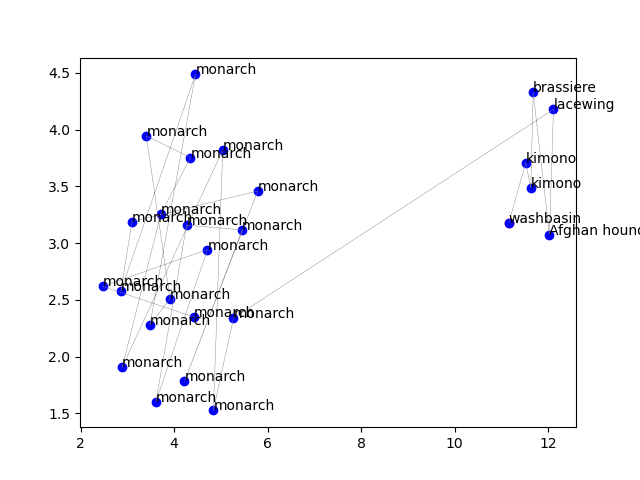 4.5
4.0
3.5
3.0
2.5
2.0
1.5
monarch
brassiere
lacewing
monarch
monarch
monarch
kimono
monarch
kimono
monarch
monarch
monarch
washbasin
monarch
Afghan hound
monarch
monarch
monarch
monarch
monarch
monarch
monarch
monarch
monarch
monarch
monarch
2
4
6
8
10
12